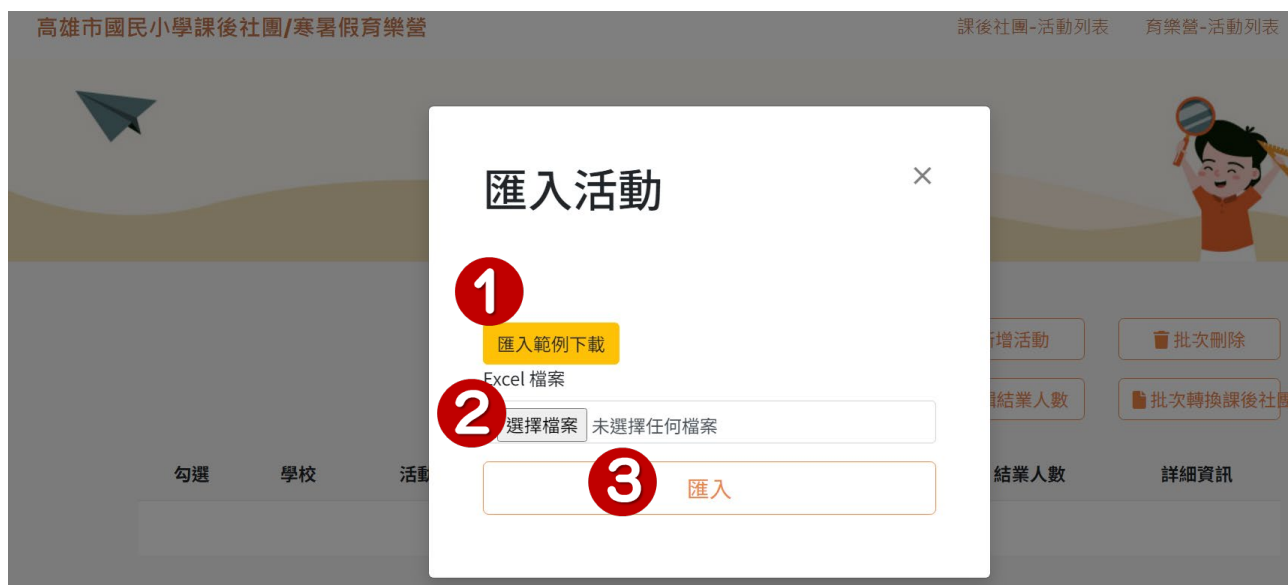 高雄市國民小學課後社團/寒暑假育樂營
課後社團-活動列表 育樂營-活動列表
匯入活動
×
1
匯入範例下載
Excel 檔案
2 選擇檔案 未選擇任何檔案
3 匯入
增活動 批次刪除
結業人數 批次轉換課後社團
勾選 學校 活動 結業人數 詳細資訊